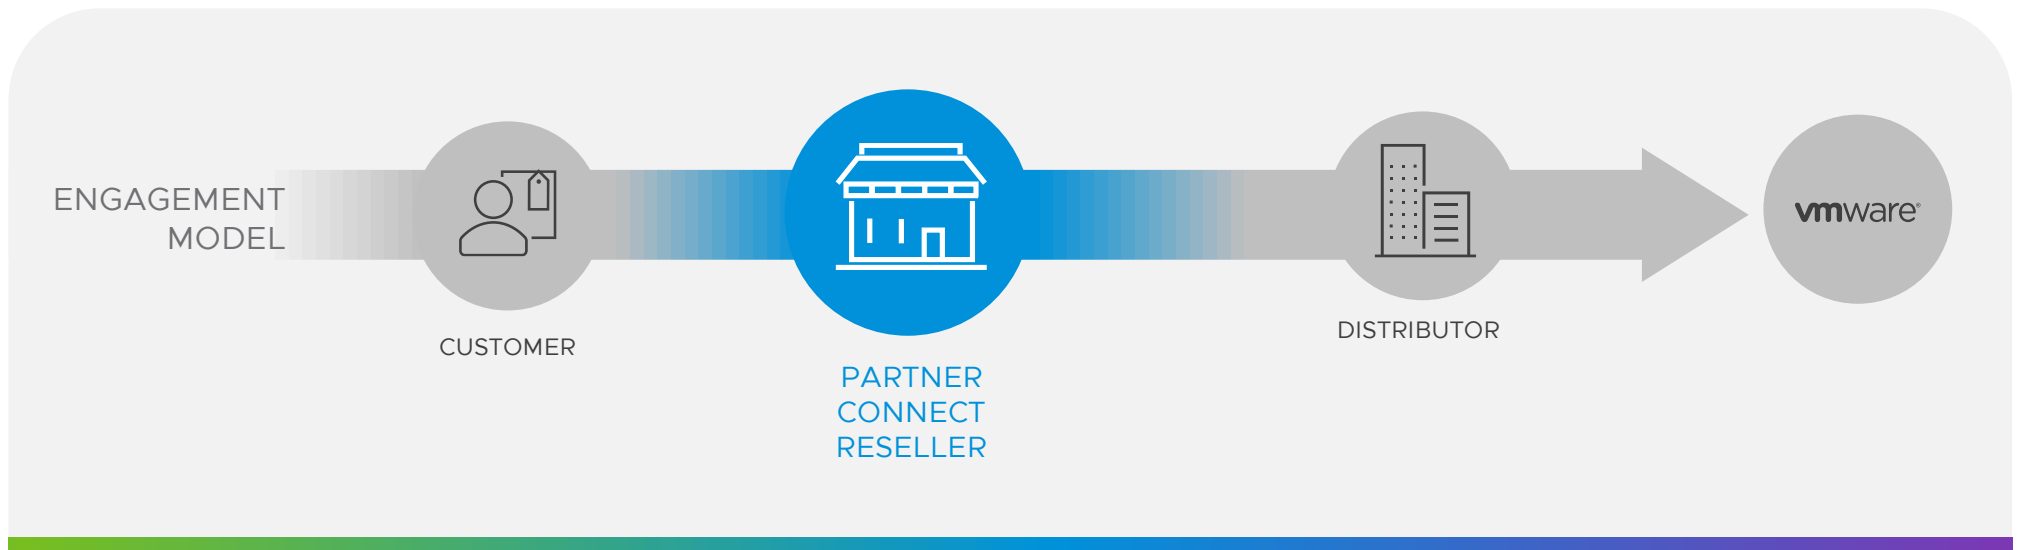 ENGAGEMENT
MODEL
CUSTOMER
PARTNER
CONNECT
RESELLER
DISTRIBUTOR
vmware®